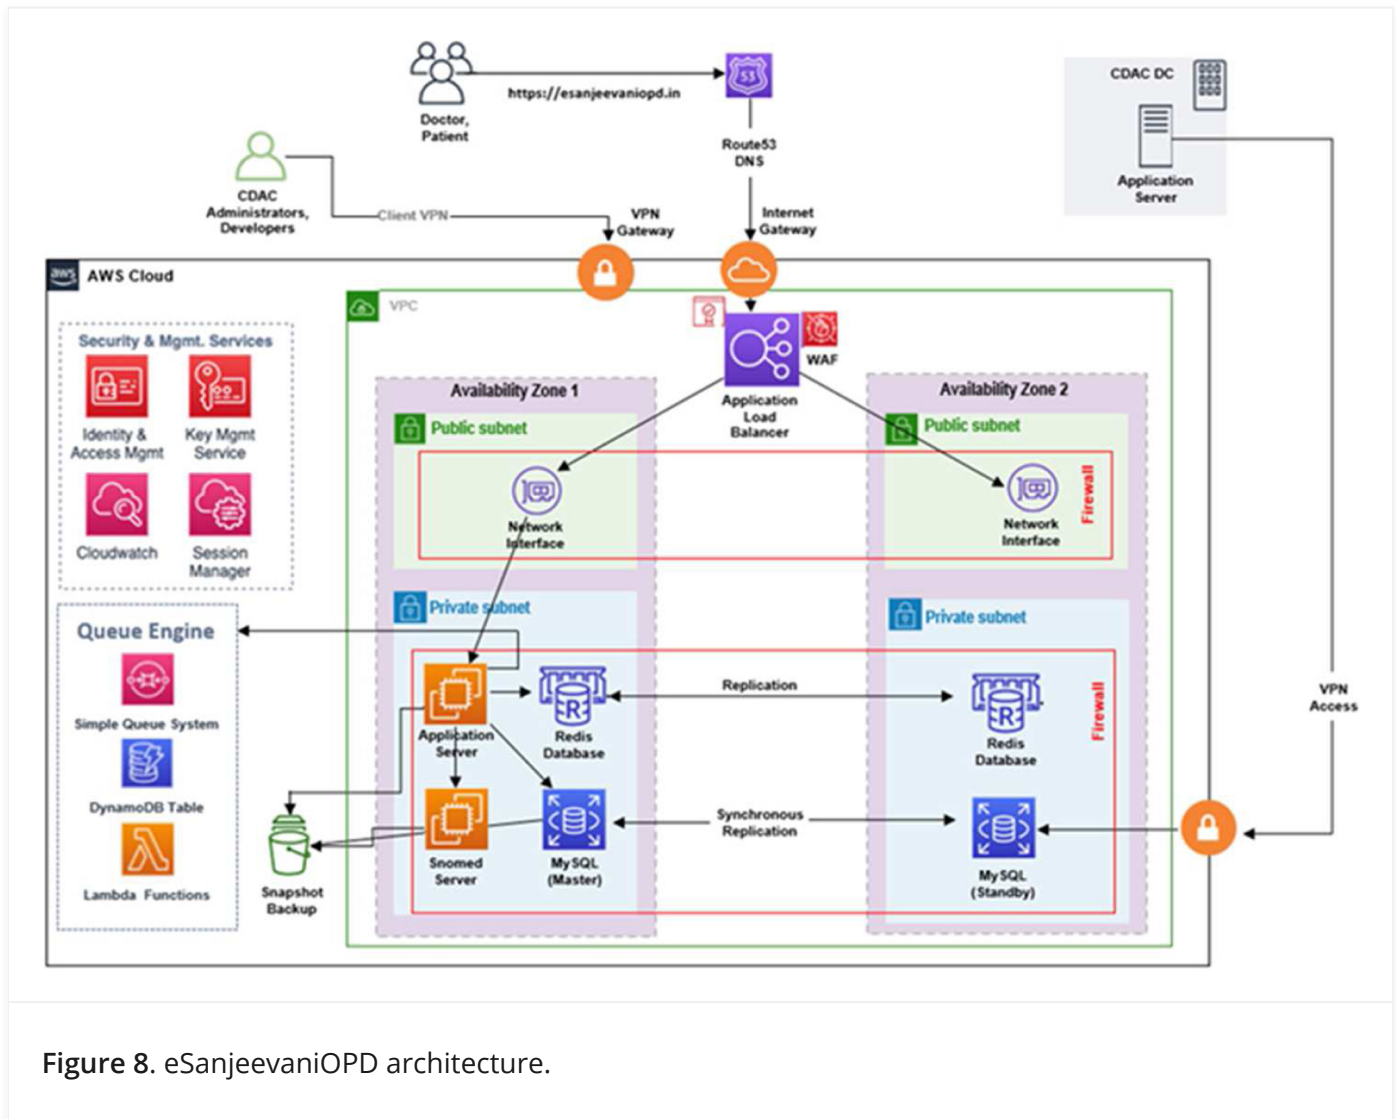 CDAC DC
53
https://esanjeevaniopd.in
Doctor,
Patient
Route53
DNS
Application
Server
CDAC
Administrators,
Developers
Client VPN
VPN
Gateway
Internet
Gateway
aws
AWS Cloud
VPC
WAF
Security & Mgmt. Services
Identity &
Access Mgmt
Key Mgmt
Service
Cloudwatch
Session
Manager
Application
Load
Balancer
Availability Zone 1
Public subnet
Network
Interface
Availability Zone 2
Public subnet
Network
Interface
Firewall
Queue Engine
Simple Queue System
DynamoDB Table
Lambda Functions
Snapshot
Backup
Private subnet
Application
Server
R
Redis
Database
Snomed
Server
MySQL
(Master)
Replication
Synchronous
Replication
Private subnet
R
Redis
Database
MySQL
(Standby)
Firewall
VPN
Access
Figure 8. eSanjeevaniOPD architecture.